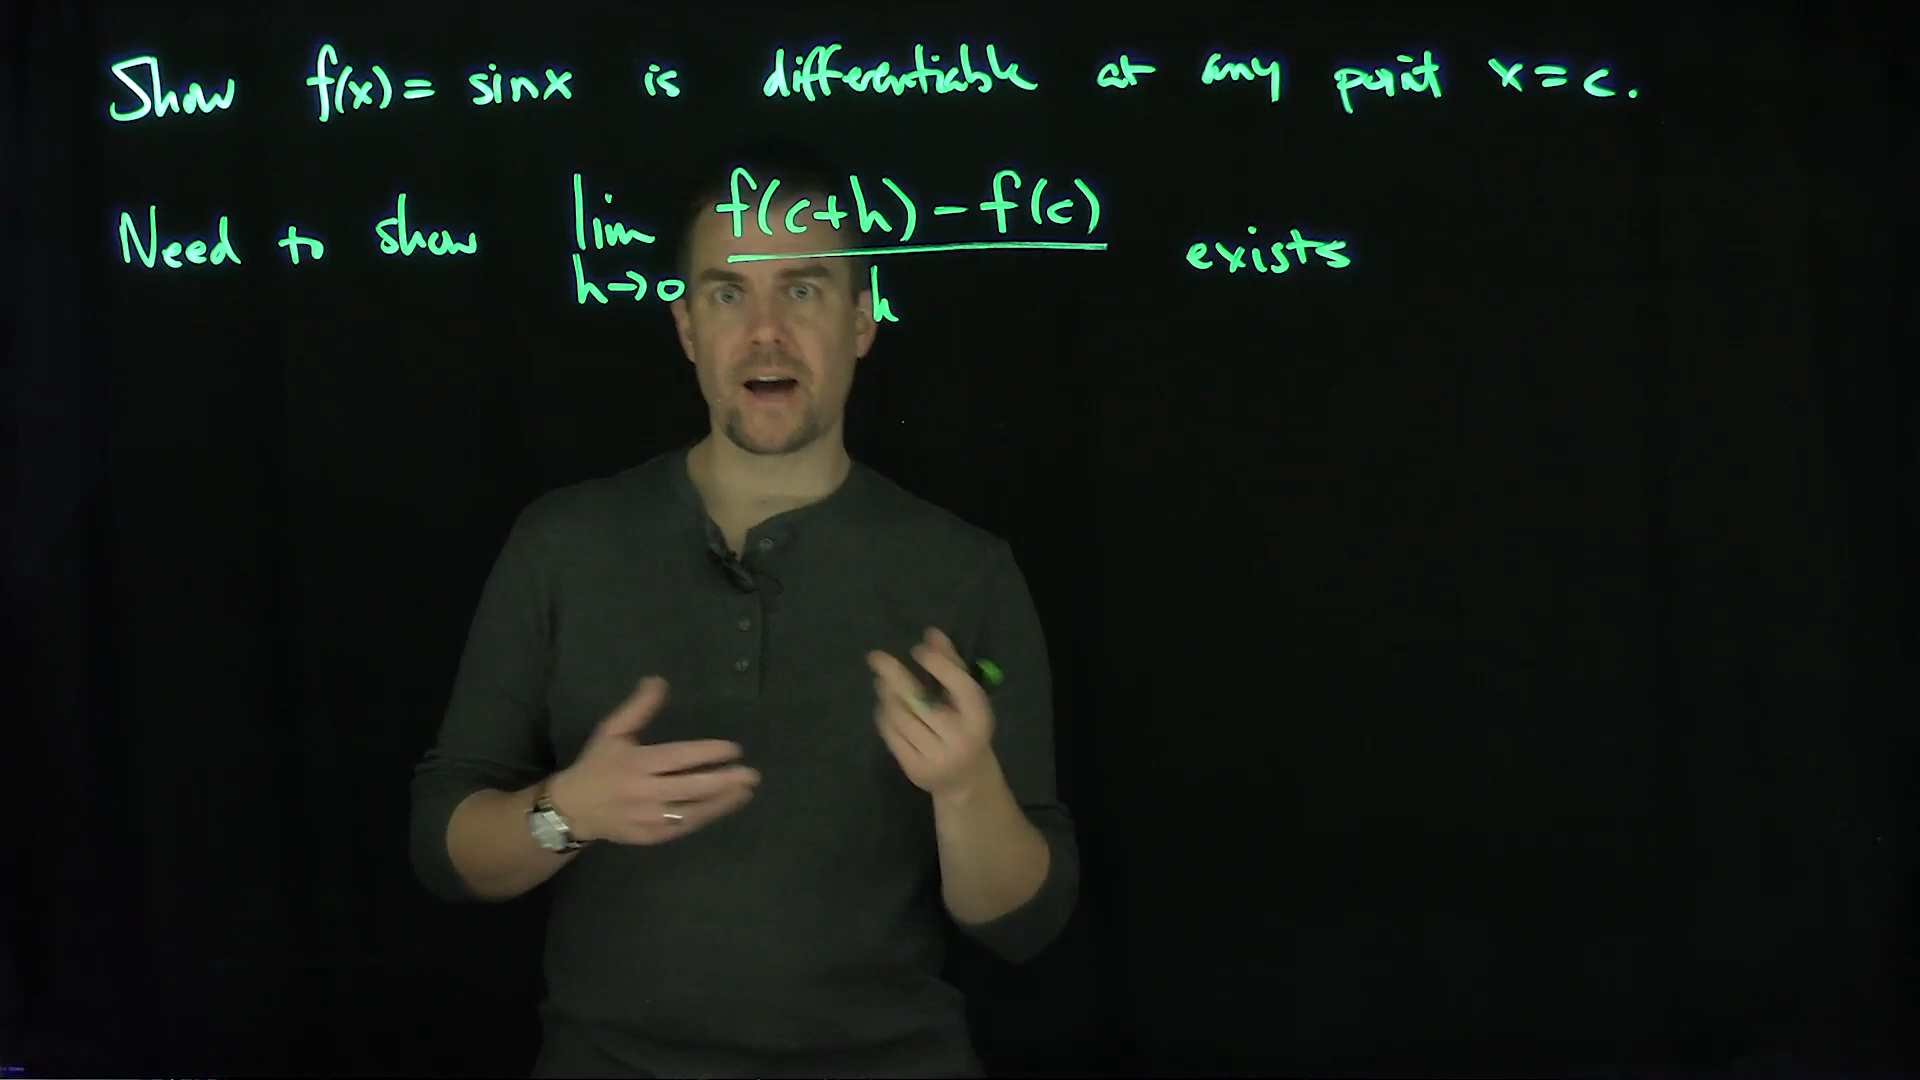 Show f(x) = sinx is differentiable at any point x = c.
Need to show lim h→0 f(c+h) − f(c) / h exists